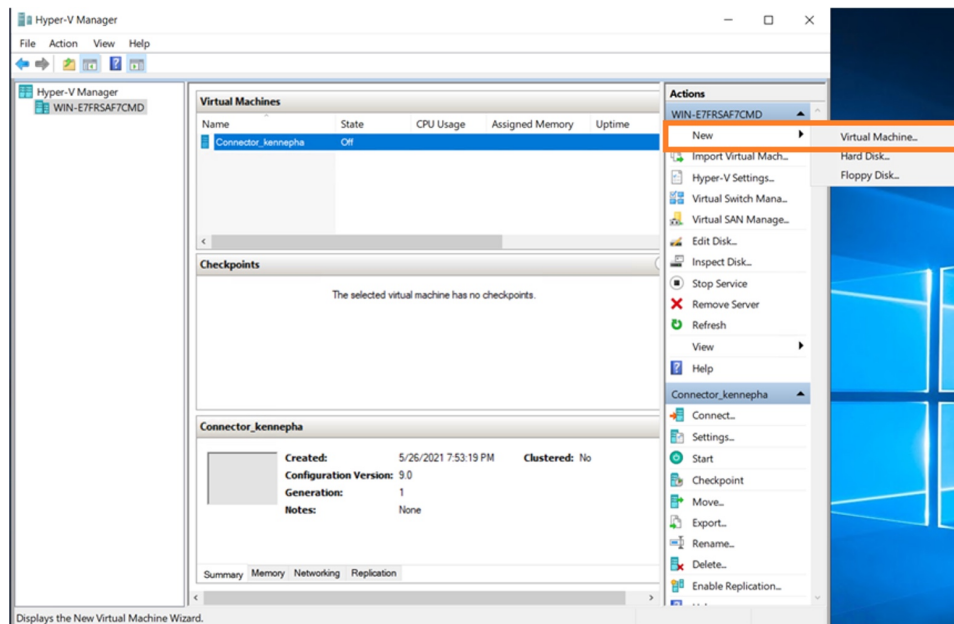 Hyper-V Manager
File Action View Help
Hyper-V Manager
WIN-E7FRSAF7CMD
Virtual Machines
Name State CPU Usage Assigned Memory Uptime
Connector_kennepha Off
Checkpoints
The selected virtual machine has no checkpoints.
Connector_kennepha
Created: 5/26/2021 7:53:19 PM Clustered: No
Configuration Version: 9.0
Generation: 1
Notes: None
Summary Memory Networking Replication
Actions
WIN-E7FRSAF7CMD
New
Virtual Machine...
Import Virtual Mach...
Hard Disk...
Hyper-V Settings...
Floppy Disk...
Virtual Switch Mana...
Virtual SAN Manage...
Edit Disk...
Inspect Disk...
Stop Service
Remove Server
Refresh
View
Help
Connector_kennepha
Connect...
Settings...
Start
Checkpoint
Move...
Export...
Rename...
Delete...
Enable Replication...
Displays the New Virtual Machine Wizard.